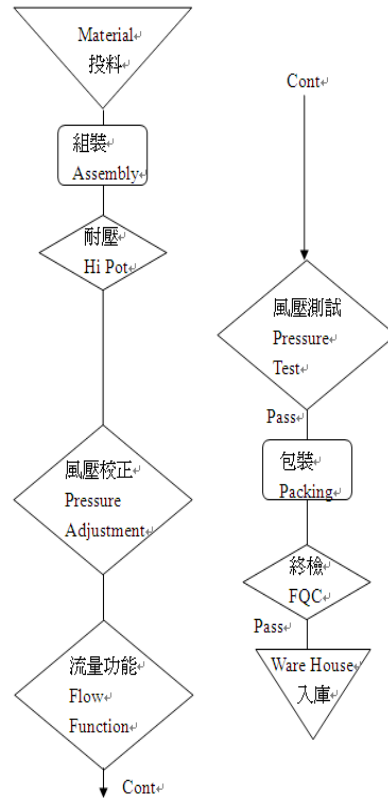 Material
投料
組裝
Assembly
耐壓
Hi Pot
風壓校正
Pressure
Adjustment
流量功能
Flow
Function
Cont
Cont
風壓測試
Pressure
Test
Pass
包裝
Packing
終檢
FQC
Pass
Ware House
入庫